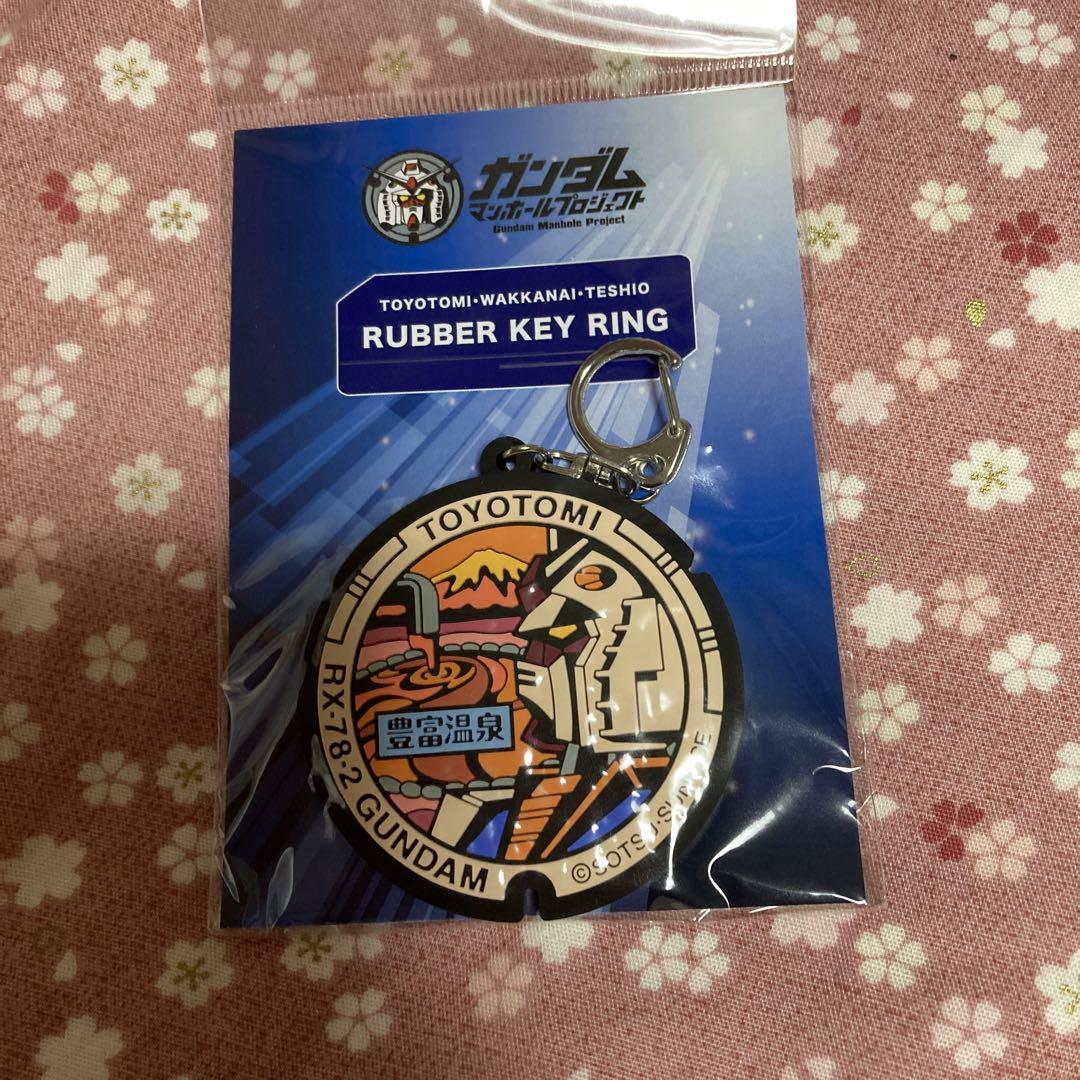 ガンダム
マンホールプロジェクト
Gundam Manhole Project
TOYOTOMI・WAKKANAI・TESHIO
RUBBER KEY RING
TOYOTOMI
豊富温泉
RX・78・2 GUNDAM
©SOTSU・SUNRISE